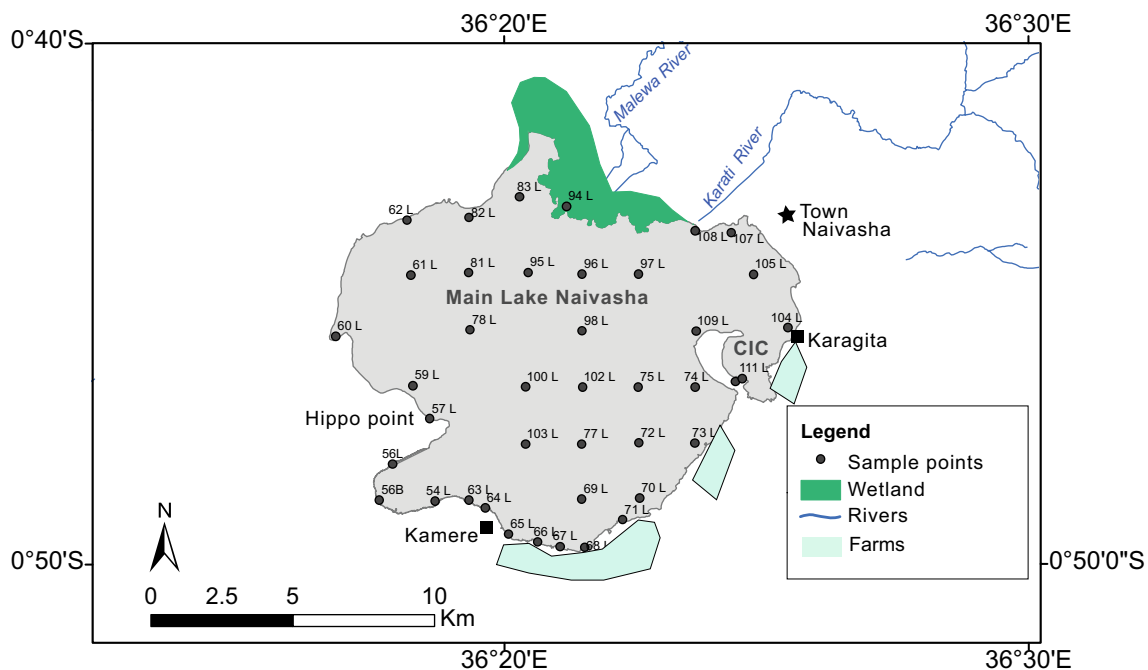 36°20'E
36°30'E
0°40'S
Malewa River
Karati River
83 L
94 L
62 L
82 L
Town
Naivasha
108 L
107 L
61 L
81 L
95 L
96 L
97 L
105 L
Main Lake Naivasha
60 L
78 L
98 L
109 L
104 L
Karagita
CIC
59 L
100 L
102 L
75 L
74 L
111 L
57 L
Hippo point
103 L
77 L
72 L
73 L
56L
56B
54 L
63 L
64 L
69 L
70 L
71 L
Kamere
65 L
66 L
67 L
68 L
Legend
Sample points
Wetland
Rivers
Farms
N
0°50'S
0°50'0"S
0
2.5
5
10
Km
36°20'E
36°30'E